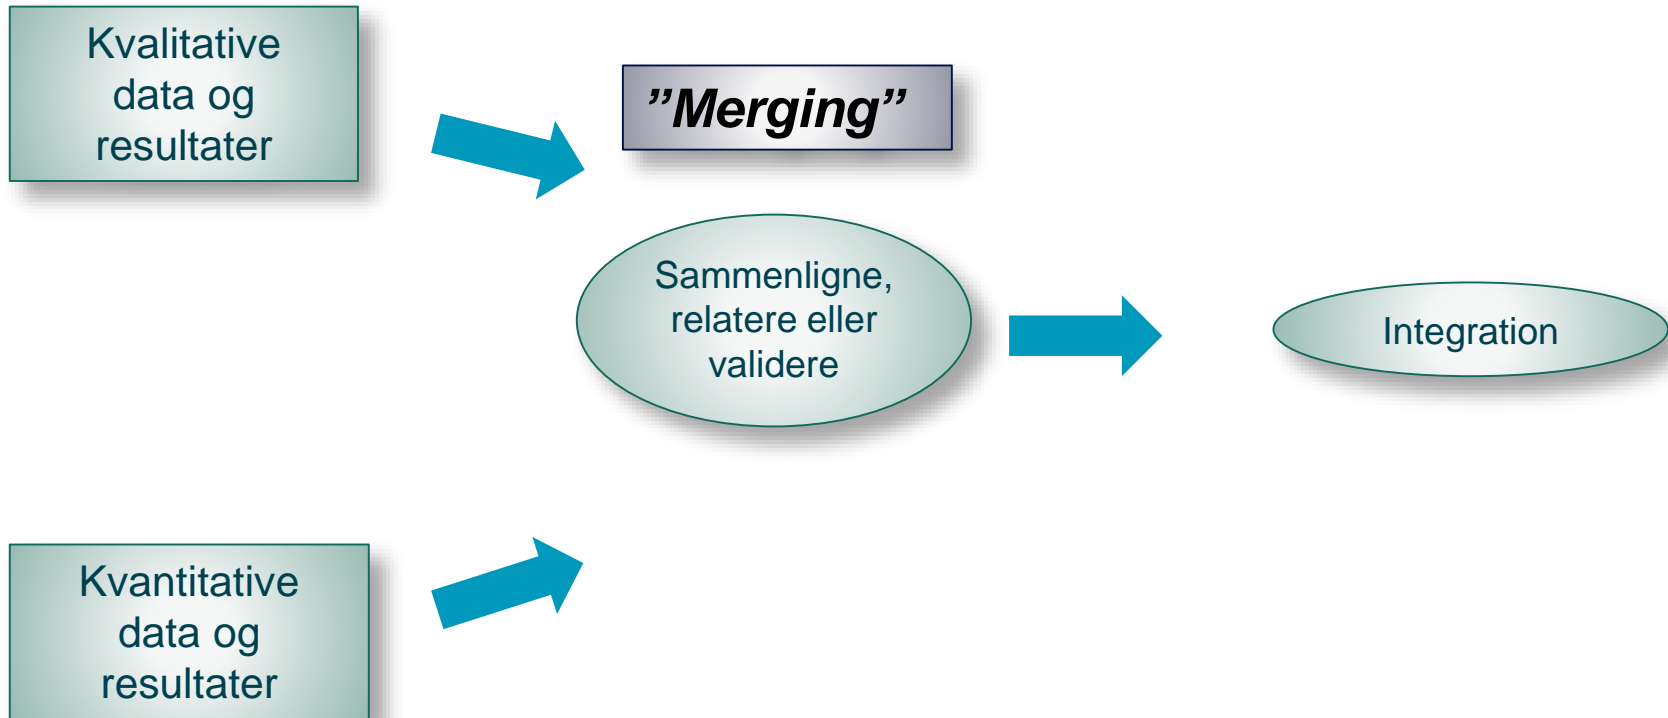 Kvalitative
data og
resultater
”Merging”
Sammenligne,
relatere eller
validere
Integration
Kvantitative
data og
resultater